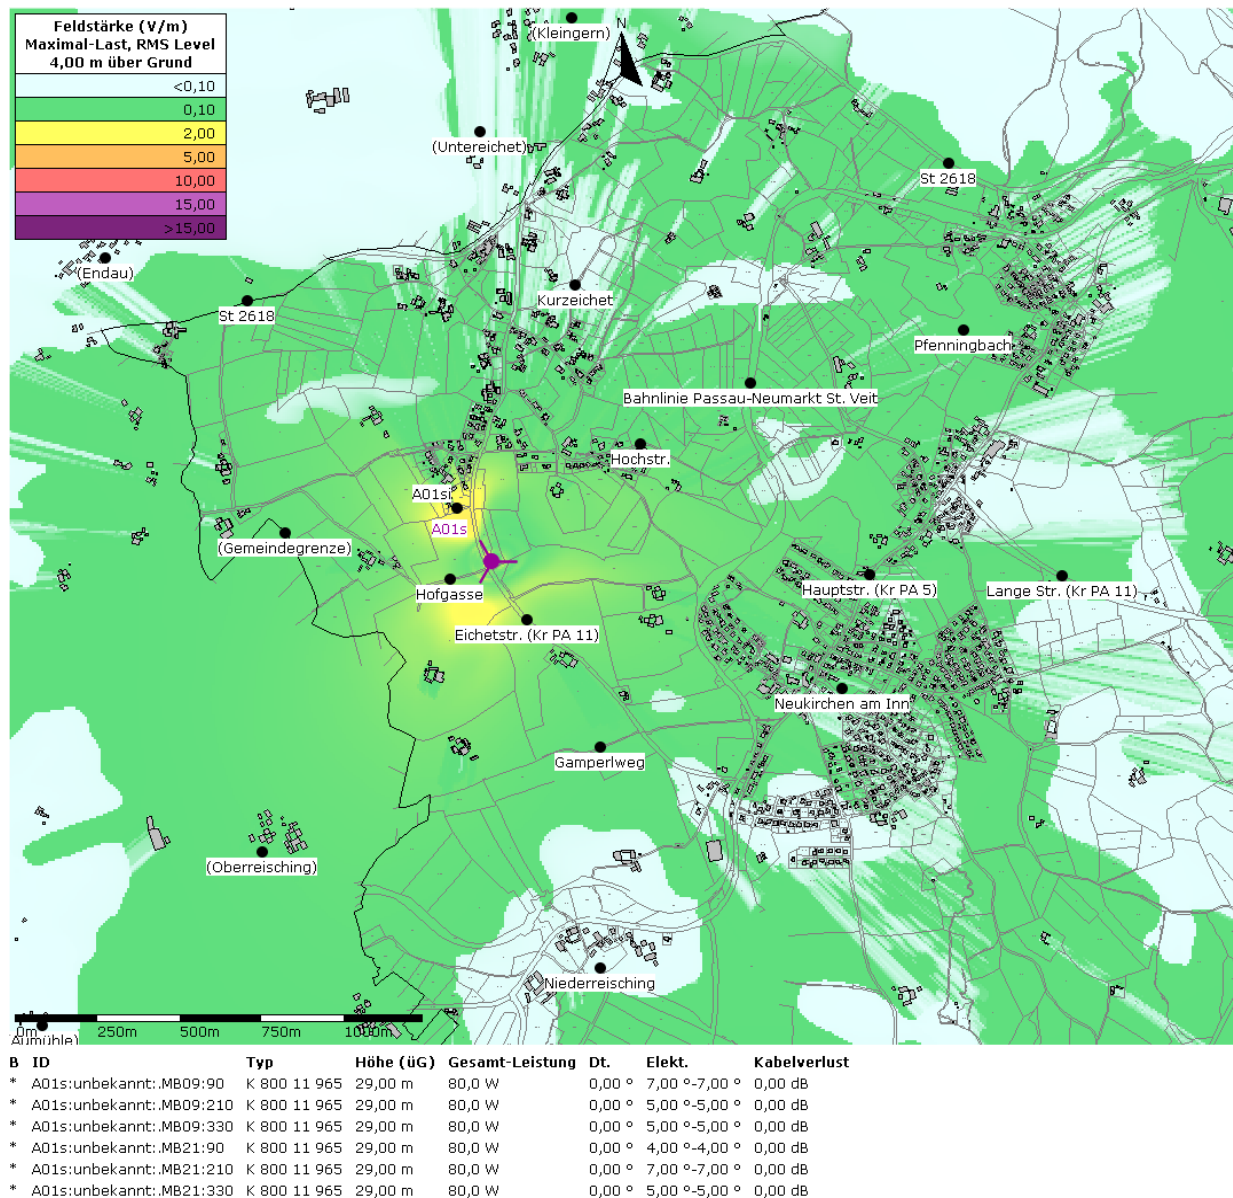 Feldstärke (V/m)
Maximal-Last, RMS Level
4,00 m über Grund
<0,10
0,10
2,00
5,00
10,00
15,00
>15,00
(Kleingern)
N
(Untereichet)
St 2618
(Endau)
St 2618
Kurzeichet
Pfenningbach
Bahnlinie Passau-Neumarkt St. Veit
Hochstr.
A01si
A01s
(Gemeindegrenze)
Hofgasse
Hauptstr. (Kr PA 5)
Lange Str. (Kr PA 11)
Eichetstr. (Kr PA 11)
Neukirchen am Inn
Gamperlweg
(Oberreisching)
Niederreisching
0m 250m 500m 750m 1000m
Aumühle)
B ID Typ Höhe (üG) Gesamt-Leistung Dt. Elekt. Kabelverlust
* A01s:unbekannt:.MB09:90 K 800 11 965 29,00 m 80,0 W 0,00 ° 7,00 °-7,00 ° 0,00 dB
* A01s:unbekannt:.MB09:210 K 800 11 965 29,00 m 80,0 W 0,00 ° 5,00 °-5,00 ° 0,00 dB
* A01s:unbekannt:.MB09:330 K 800 11 965 29,00 m 80,0 W 0,00 ° 5,00 °-5,00 ° 0,00 dB
* A01s:unbekannt:.MB21:90 K 800 11 965 29,00 m 80,0 W 0,00 ° 4,00 °-4,00 ° 0,00 dB
* A01s:unbekannt:.MB21:210 K 800 11 965 29,00 m 80,0 W 0,00 ° 7,00 °-7,00 ° 0,00 dB
* A01s:unbekannt:.MB21:330 K 800 11 965 29,00 m 80,0 W 0,00 ° 5,00 °-5,00 ° 0,00 dB